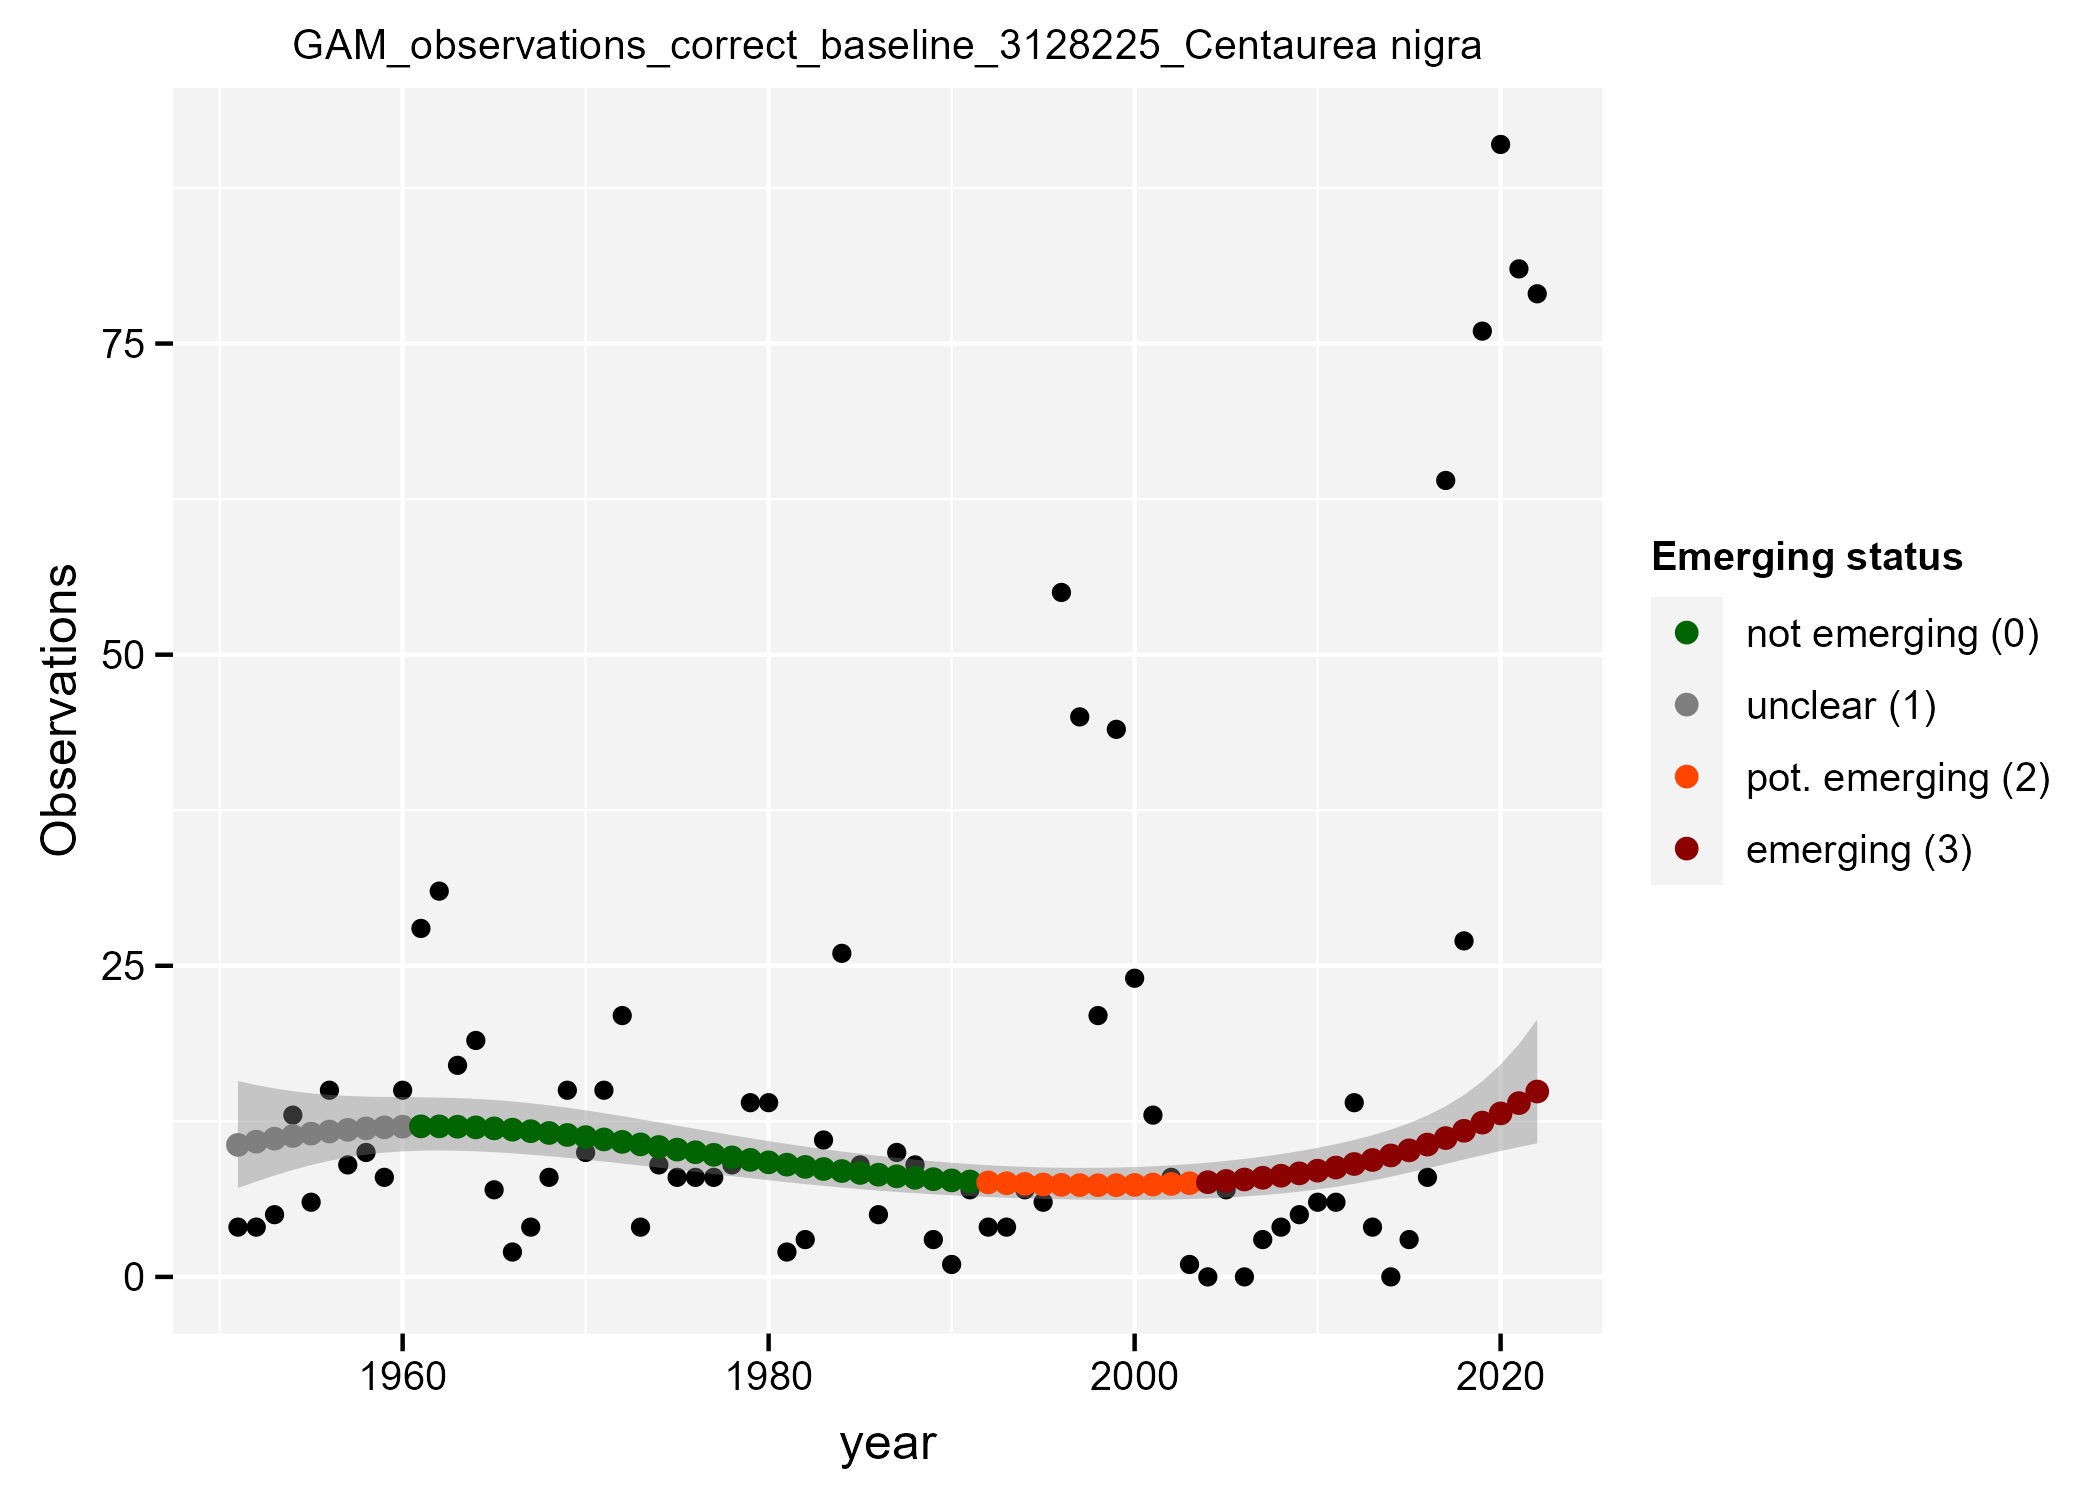 GAM_observations_correct_baseline_3128225_Centaurea nigra
Observations
75
50
25
0
1960 1980 2000 2020
year
Emerging status
not emerging (0)
unclear (1)
pot. emerging (2)
emerging (3)